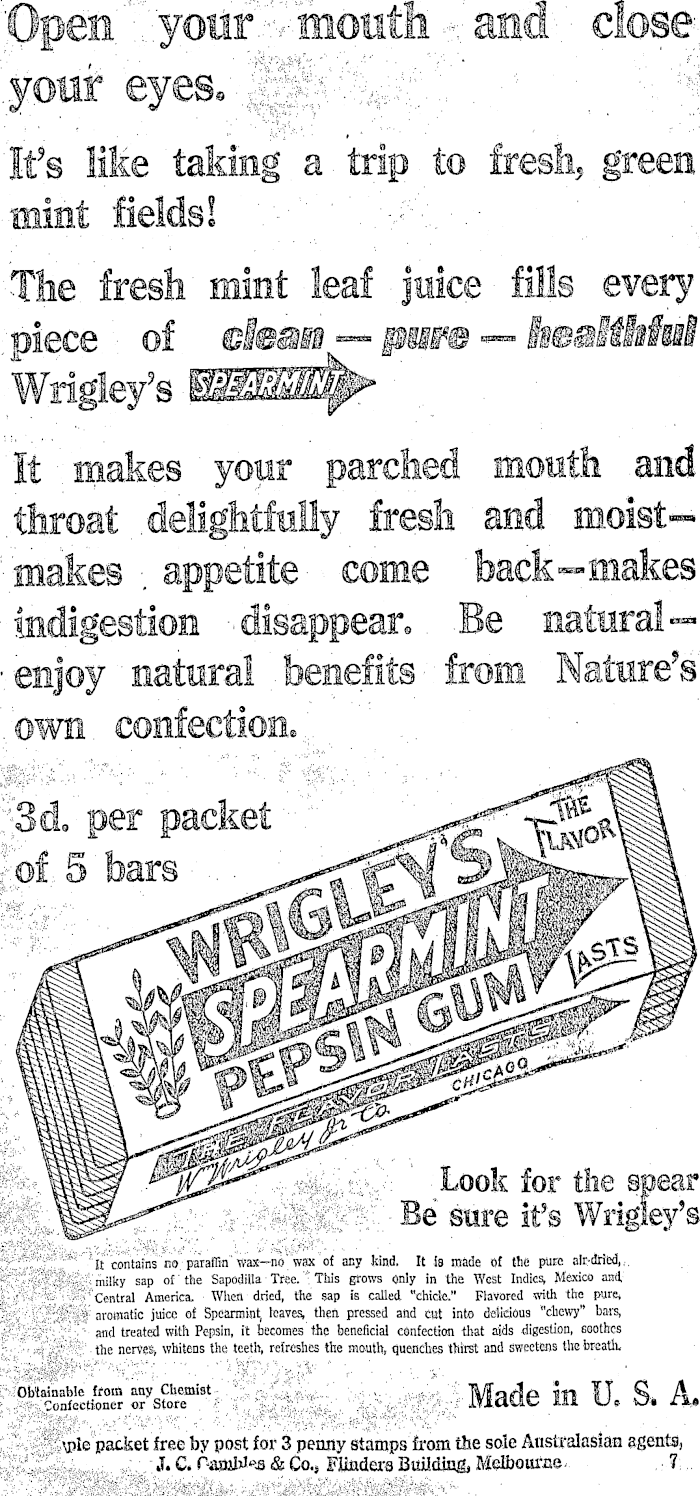 Open your mouth and close
your eyes.
It's like taking a trip to fresh, green
mint fields!
The fresh mint leaf juice fills every
piece of clean — pure — healthful
Wrigley's SPEARMINT
It makes your parched mouth and
throat delightfully fresh and moist—
makes appetite come back—makes
indigestion disappear. Be natural—
enjoy natural benefits from Nature's
own confection.
3d. per packet
of 5 bars
THE
FLAVOR
WRIGLEY'S
SPEARMINT
PEPSIN GUM
LASTS
THE FLAVOR LASTS
CHICAGO
Wm Wrigley Jr Co
Look for the spear
Be sure it's Wrigley's
It contains no paraffin wax—no wax of any kind. It is made of the pure air-dried,
milky sap of the Sapodilla Tree. This grows only in the West Indies, Mexico and
Central America. When dried, the sap is called "chicle." Flavored with the pure,
aromatic juice of Spearmint leaves, then pressed and cut into delicious "chewy" bars,
and treated with Pepsin, it becomes the beneficial confection that aids digestion, soothes
the nerves, whitens the teeth, refreshes the mouth, quenches thirst and sweetens the breath.
Obtainable from any Chemist
Confectioner or Store
Made in U. S. A.
packet free by post for 3 penny stamps from the sole Australasian agents,
J. C. & Co., Flinders Building, Melbourne. 7